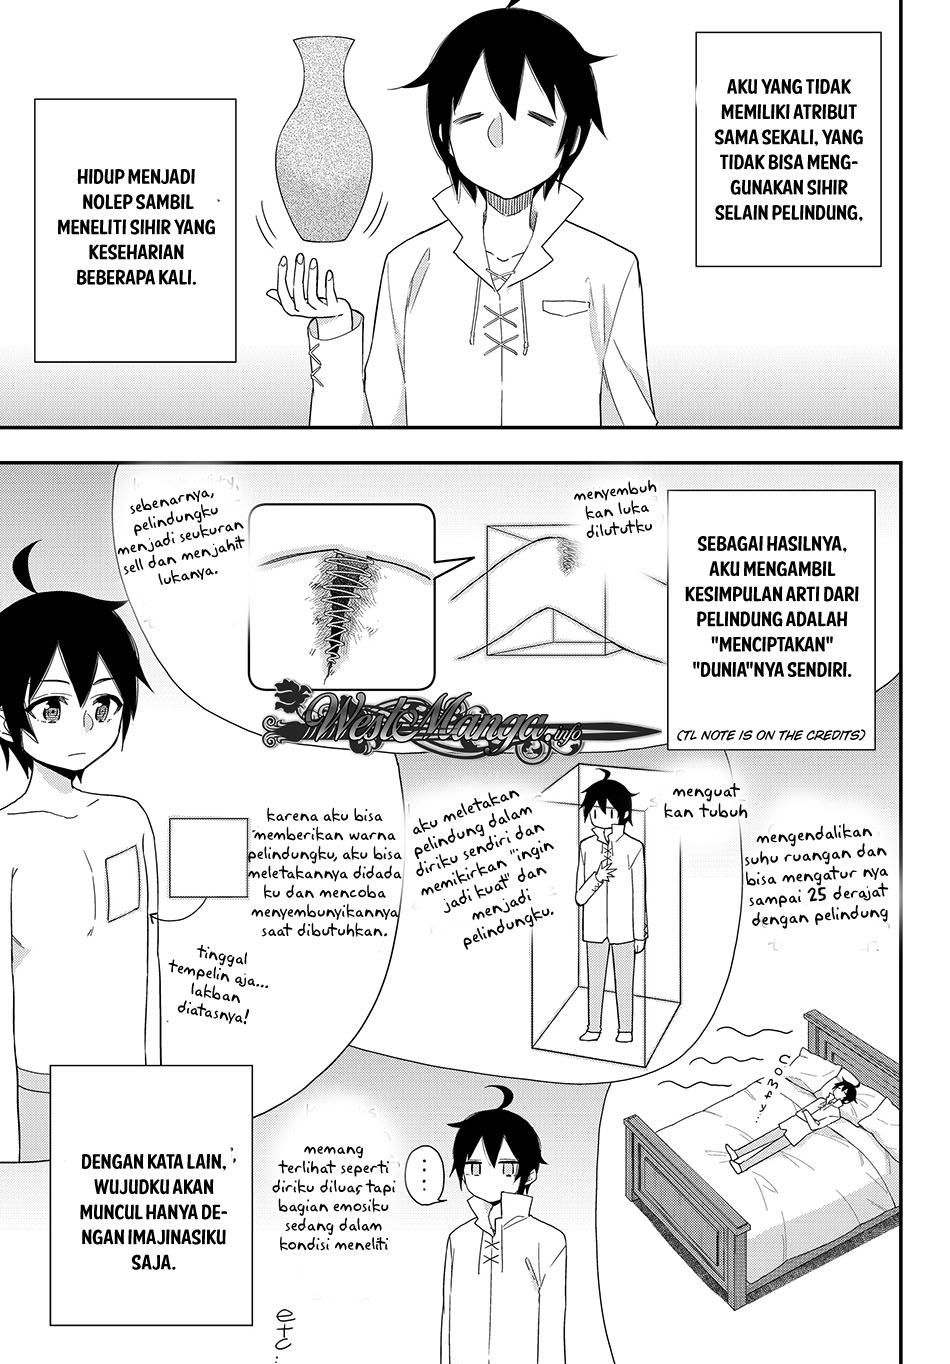 AKU YANG TIDAK
MEMILIKI ATRIBUT
SAMA SEKALI, YANG
TIDAK BISA MENG-
GUNAKAN SIHIR
SELAIN PELINDUNG,
HIDUP MENJADI
NOLEP SAMBIL
MENELITI SIHIR YANG
KESEHARIAN
BEBERAPA KALI.
SEBAGAI HASILNYA,
AKU MENGAMBIL
KESIMPULAN ARTI DARI
PELINDUNG ADALAH
"MENCIPTAKAN"
"DUNIA"NYA SENDIRI.
(TL NOTE IS ON THE CREDITS)
menyembuh
kan luka
dilututku
sebenarnya,
pelindungku
menjadi seukuran
sell dan menjahit
lukanya.
WestManga.info
menguat
kan tubuh
aku meletakan
pelindung dalam
diriku sendiri dan
memikirkan "ingin
jadi kuat" dan
menjadi
pelindungku.
mengendalikan
suhu ruangan dan
bisa mengatur nya
sampai 25 derajat
dengan pelindung
karena aku bisa
memberikan warna
pelindungku, aku bisa
meletakannya didada
ku dan mencoba
menyembunyikannya
saat dibutuhkan.
tinggal
tempelin aja...
lakban
diatasnya!
COZY...
memang
terlihat seperti
diriku diluar, tapi
bagian emosiku
sedang dalam
kondisi meneliti
...
etc...
DENGAN KATA LAIN,
WUJUDKU AKAN
MUNCUL HANYA DE-
NGAN IMAJINASIKU
SAJA.